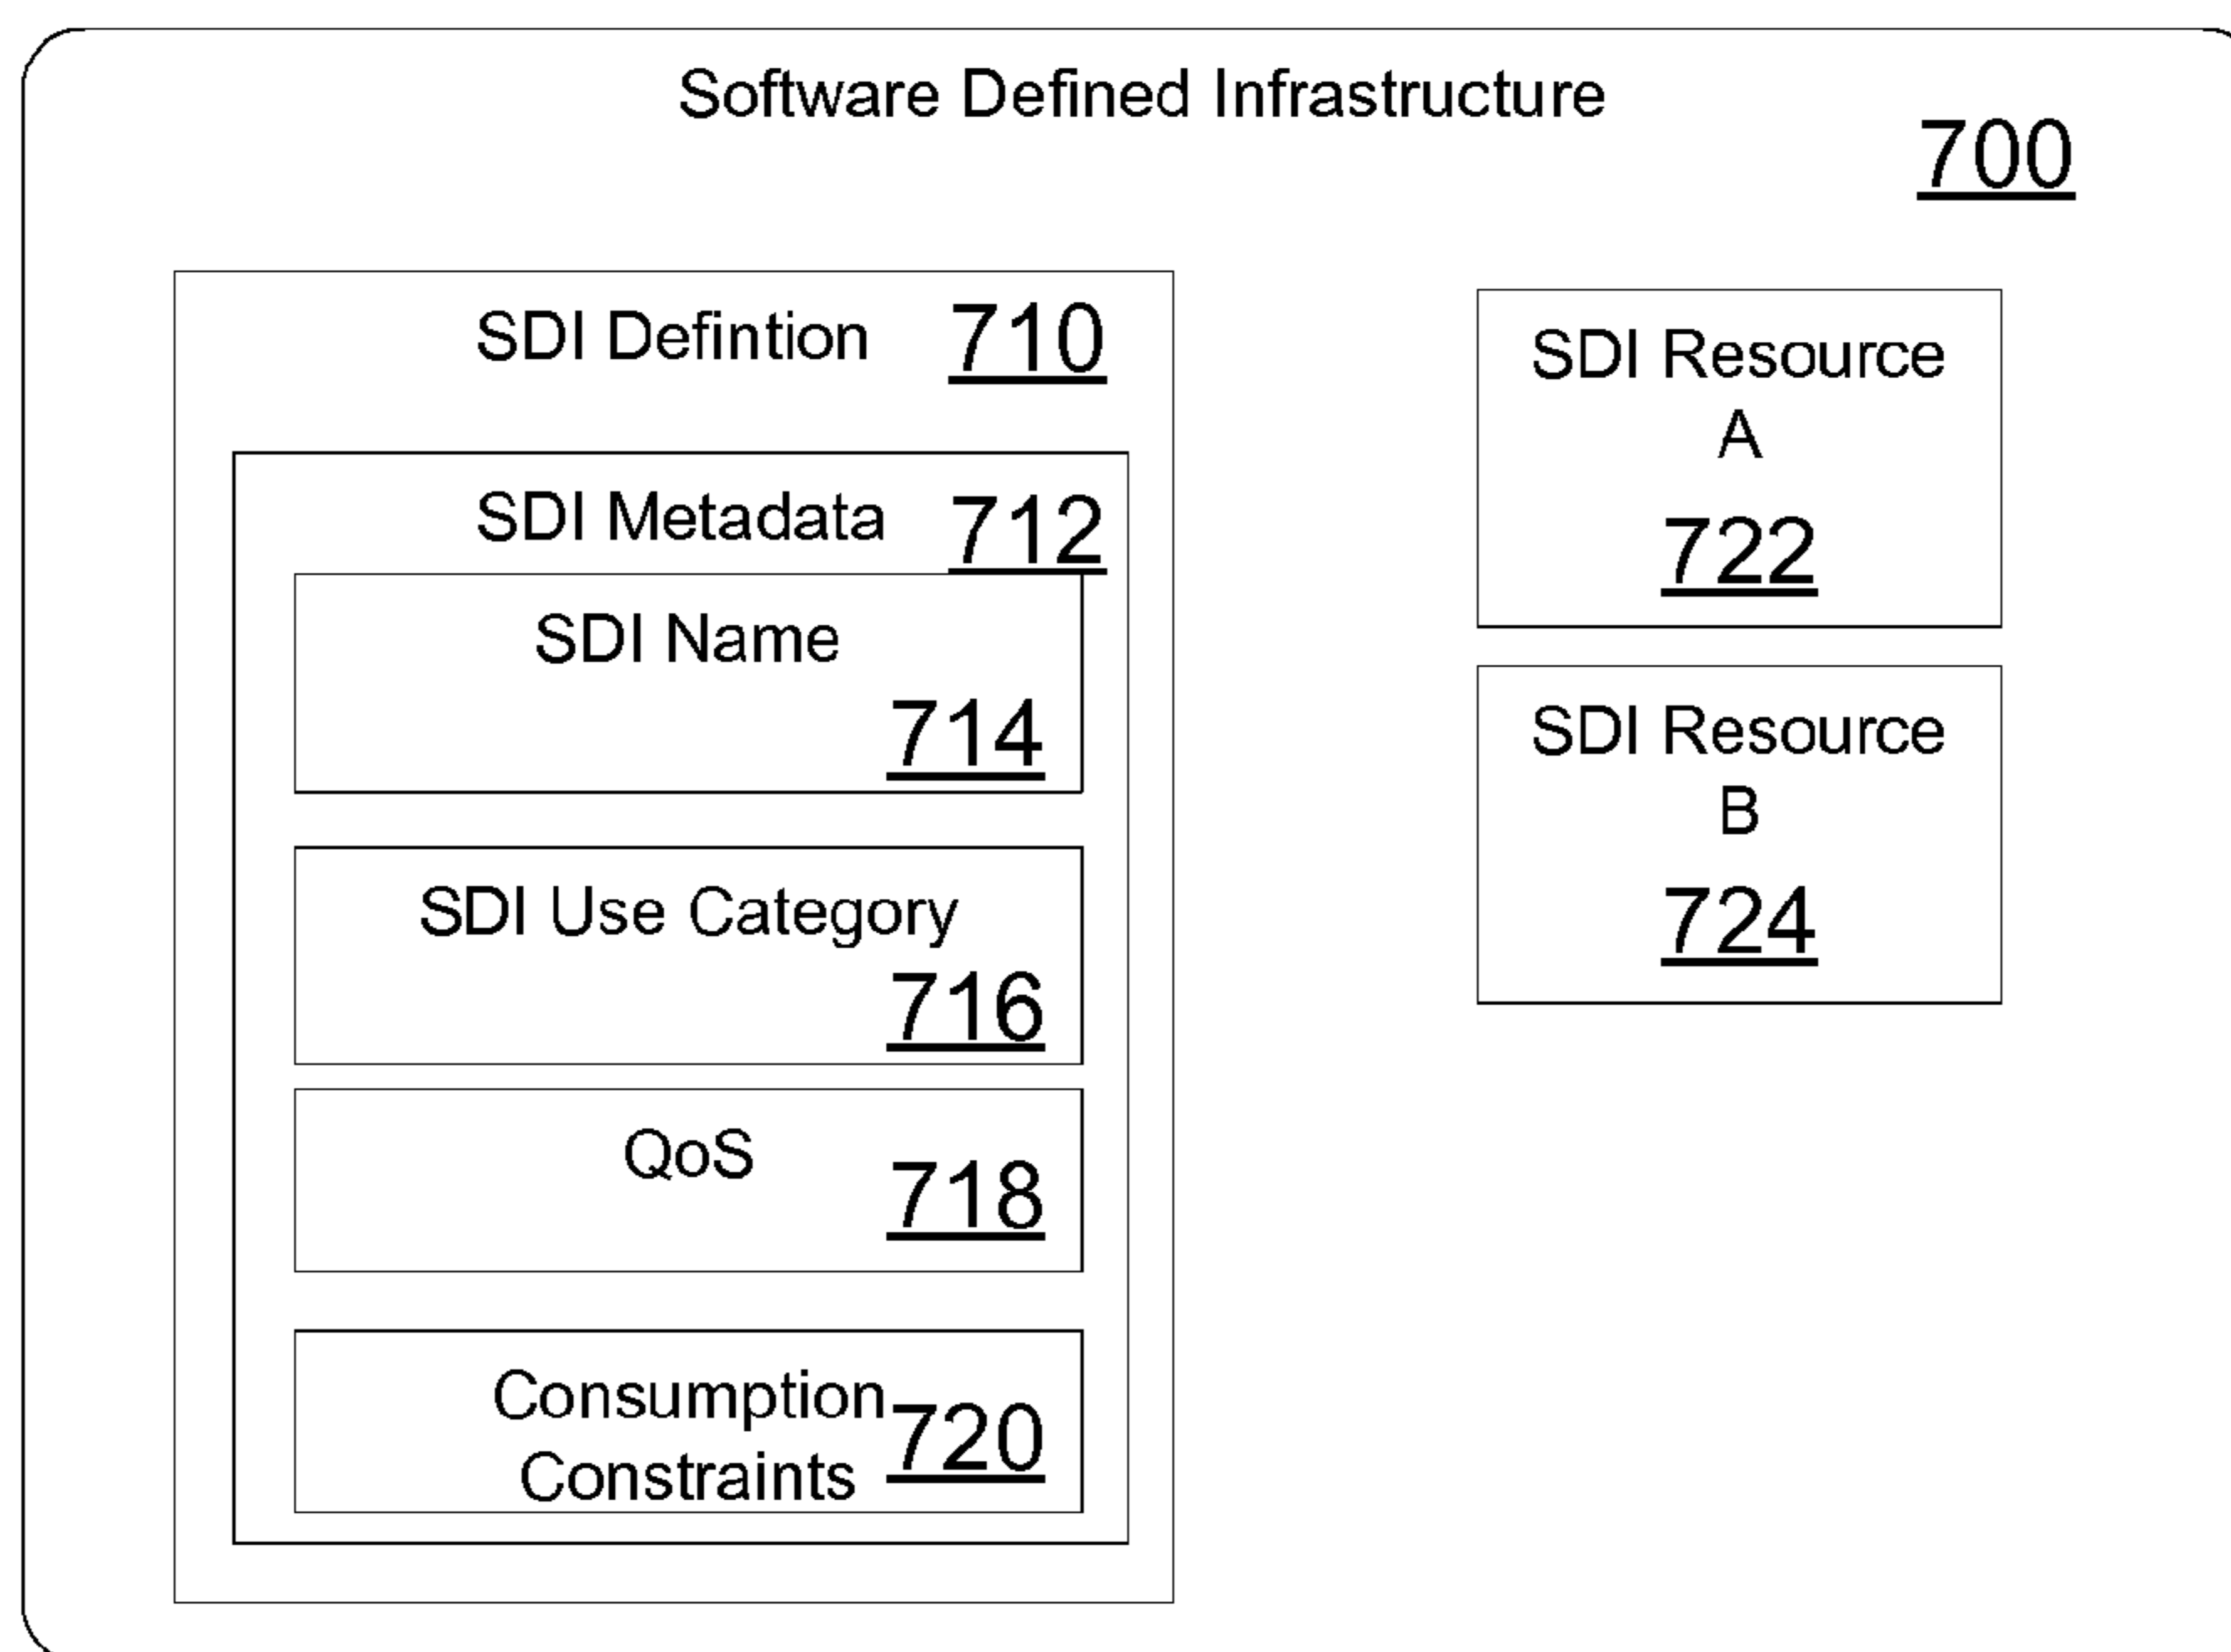 Software Defined Infrastructure
700
SDI Defintion 710
SDI Metadata 712
SDI Name
714
SDI Use Category
716
QoS
718
Consumption
Constraints
720
SDI Resource
A
722
SDI Resource
B
724